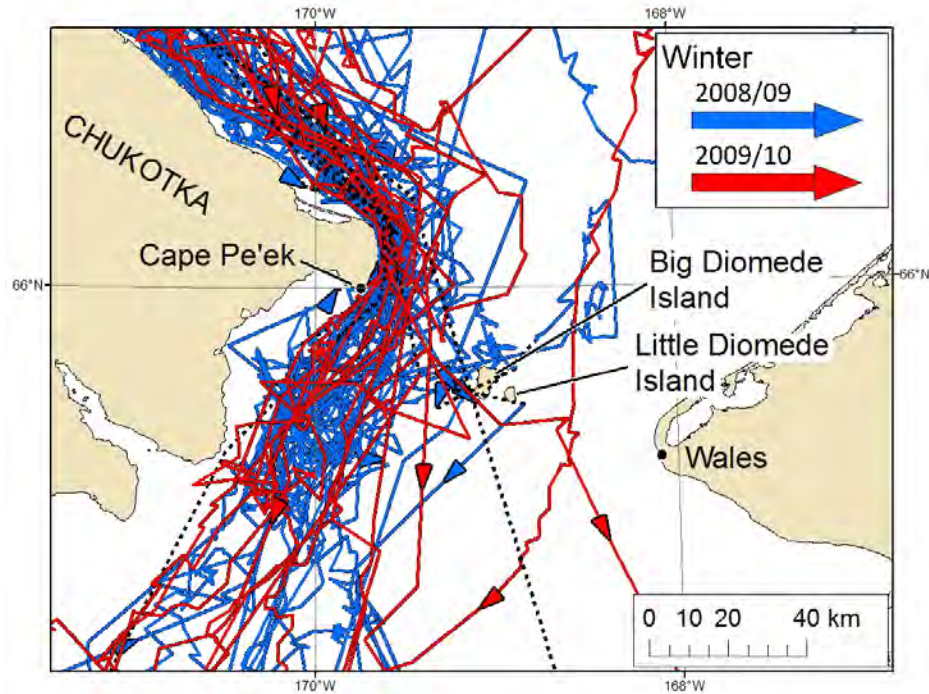 170°W
168°W
Winter
2008/09
2009/10
CHUKOTKA
Cape Pe'ek
66°N
66°N
Big Diomede
Island
Little Diomede
Island
Wales
0 10 20 40 km
170°W
168°W